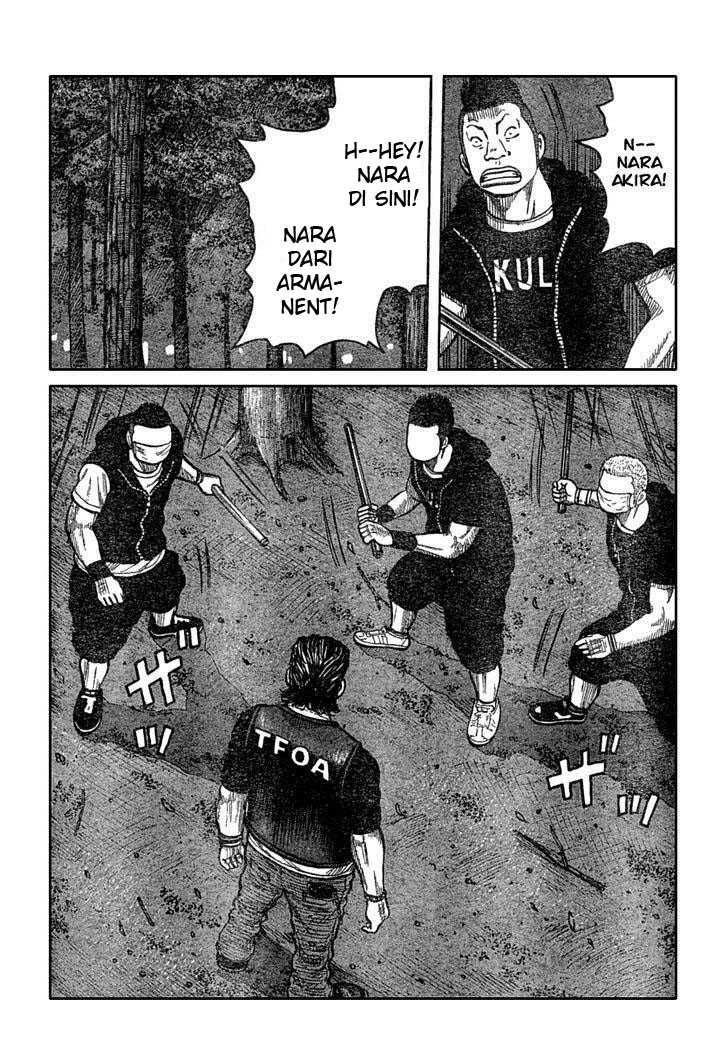 N--
NARA
AKIRA!
KUL
H--HEY!
NARA
DI SINI!
NARA
DARI
ARMA-
NENT!
ザッ
ザッ
TFOA